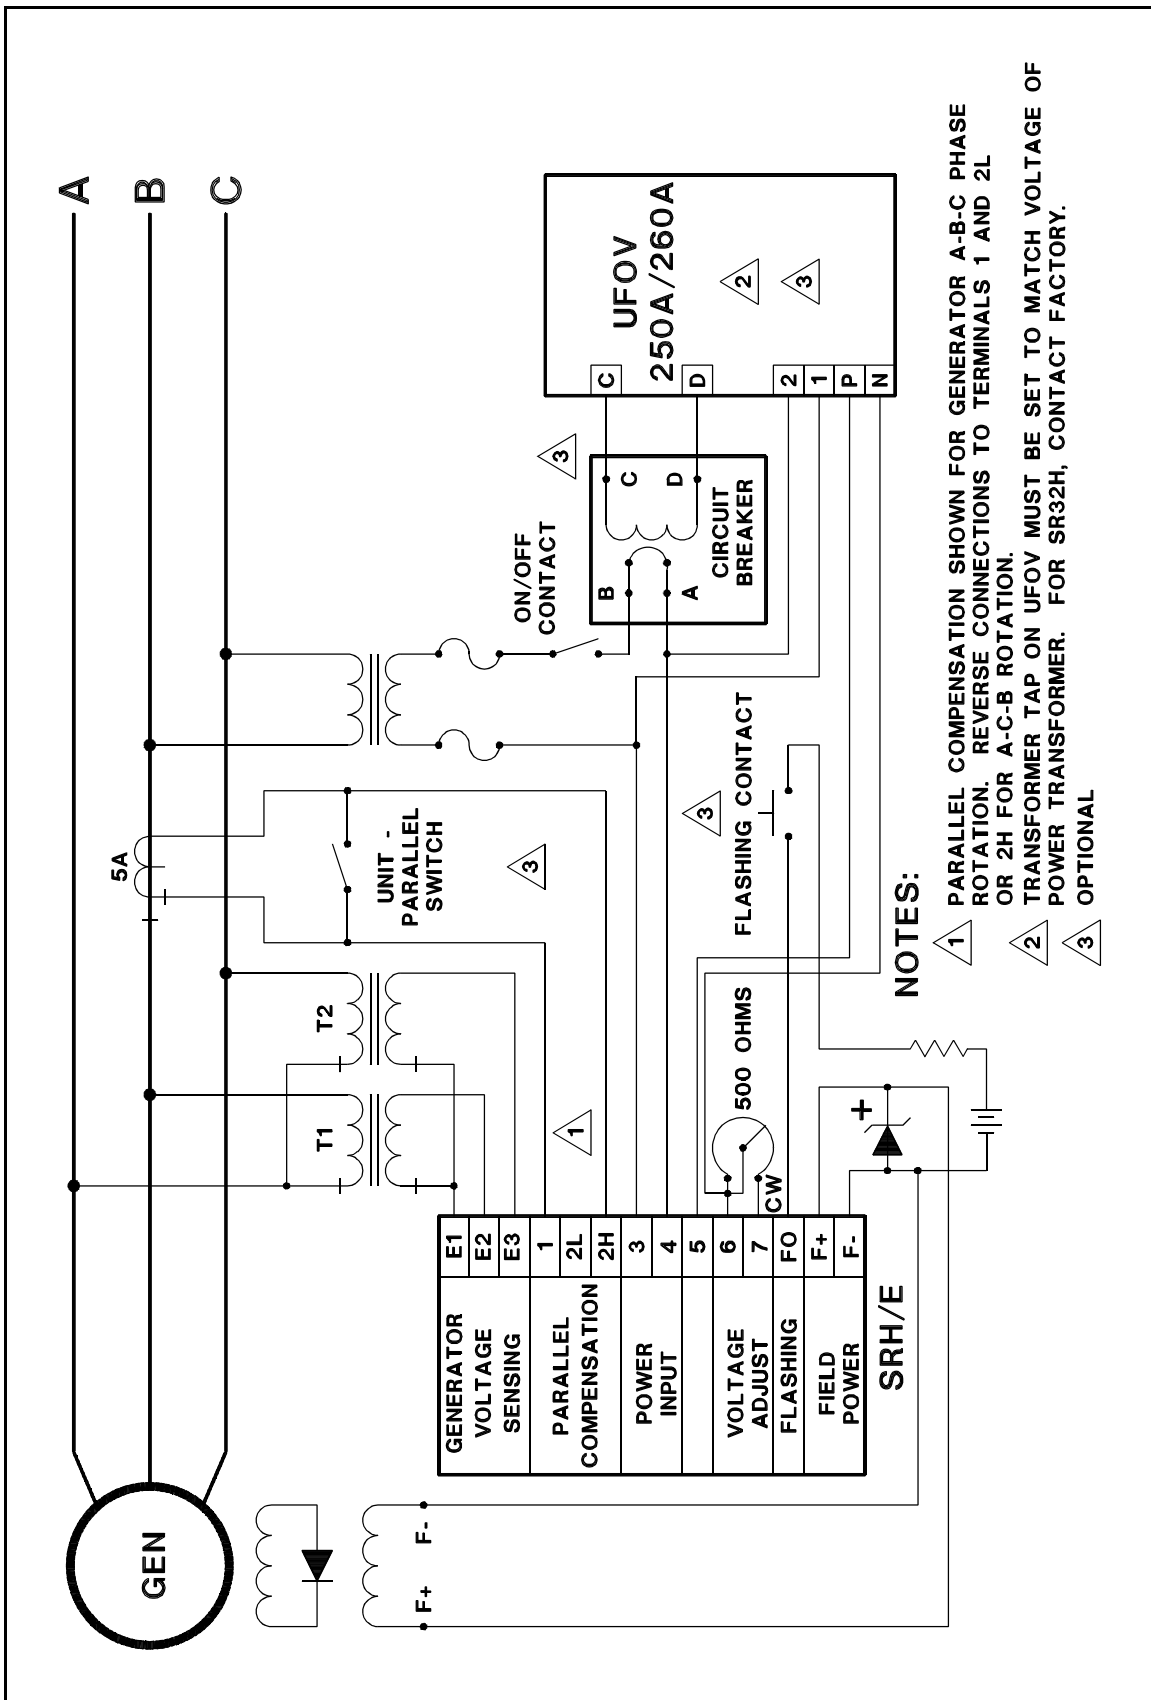 A
B
C
GEN
F+
F-
5A
T1
T2
UNIT -
PARALLEL
SWITCH
3
ON/OFF
CONTACT
3
B
A
C
D
CIRCUIT
BREAKER
UFOV
250A/260A
C
D
2
1
P
N
2
3
1
500 OHMS
CW
FLASHING CONTACT
3
+
GENERATOR
VOLTAGE
SENSING
E1
E2
E3
PARALLEL
COMPENSATION
1
2L
2H
POWER
INPUT
3
4
5
VOLTAGE
ADJUST
6
7
FLASHING
FO
FIELD
POWER
F+
F-
SRH/E
NOTES:
1 PARALLEL COMPENSATION SHOWN FOR GENERATOR A-B-C PHASE
ROTATION. REVERSE CONNECTIONS TO TERMINALS 1 AND 2L
OR 2H FOR A-C-B ROTATION.
2 TRANSFORMER TAP ON UFOV MUST BE SET TO MATCH VOLTAGE OF
POWER TRANSFORMER. FOR SR32H, CONTACT FACTORY.
3 OPTIONAL